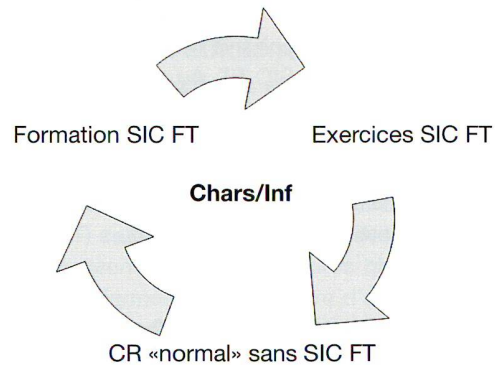 Formation SIC FT
Exercices SIC FT
Chars/Inf
CR «normal» sans SIC FT